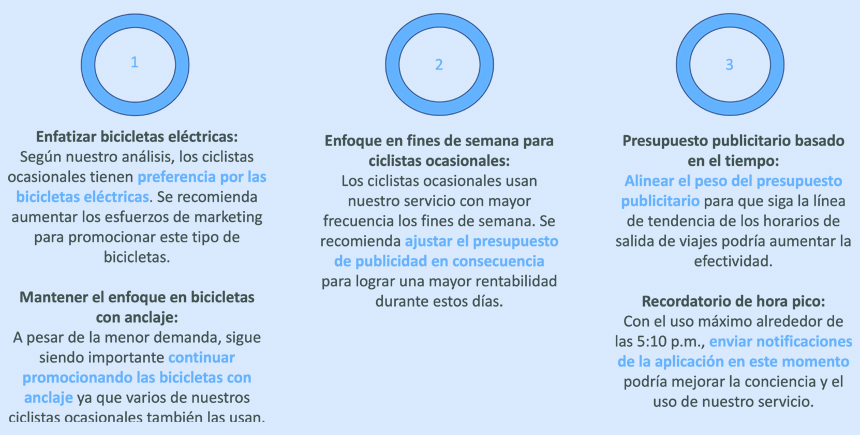 1
Enfatizar bicicletas eléctricas:
Según nuestro análisis, los ciclistas
ocasionales tienen preferencia por las
bicicletas eléctricas. Se recomienda
aumentar los esfuerzos de marketing
para promocionar este tipo de
bicicletas.
Mantener el enfoque en bicicletas
con anclaje:
A pesar de la menor demanda, sigue
siendo importante continuar
promocionando las bicicletas con
anclaje ya que varios de nuestros
ciclistas ocasionales también las usan.
2
Enfoque en fines de semana para
ciclistas ocasionales:
Los ciclistas ocasionales usan
nuestro servicio con mayor
frecuencia los fines de semana. Se
recomienda ajustar el presupuesto
de publicidad en consecuencia
para lograr una mayor rentabilidad
durante estos días.
3
Presupuesto publicitario basado
en el tiempo:
Alinear el peso del presupuesto
publicitario para que siga la línea
de tendencia de los horarios de
salida de viajes podría aumentar la
efectividad.
Recordatorio de hora pico:
Con el uso máximo alrededor de
las 5:10 p.m., enviar notificaciones
de la aplicación en este momento
podría mejorar la conciencia y el
uso de nuestro servicio.